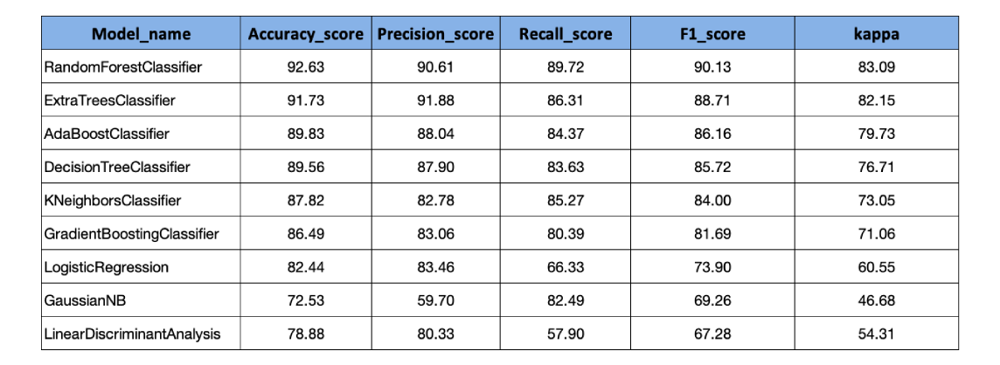 Model_name Accuracy_score Precision_score Recall_score F1_score kappa
RandomForestClassifier 92.63 90.61 89.72 90.13 83.09
ExtraTreesClassifier 91.73 91.88 86.31 88.71 82.15
AdaBoostClassifier 89.83 88.04 84.37 86.16 79.73
DecisionTreeClassifier 89.56 87.90 83.63 85.72 76.71
KNeighborsClassifier 87.82 82.78 85.27 84.00 73.05
GradientBoostingClassifier 86.49 83.06 80.39 81.69 71.06
LogisticRegression 82.44 83.46 66.33 73.90 60.55
GaussianNB 72.53 59.70 82.49 69.26 46.68
LinearDiscriminantAnalysis 78.88 80.33 57.90 67.28 54.31